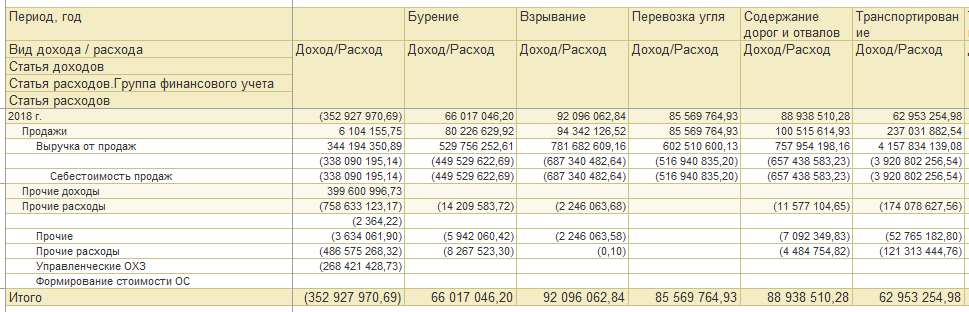 Период, год Бурение Взрывание Перевозка угля Содержание Транспортирован
дорог и отвалов ие
Вид дохода / расхода Доход/Расход Доход/Расход Доход/Расход Доход/Расход Доход/Расход Доход/Расход
Статья доходов
Статья расходов.Группа финансового учета
Статья расходов
2018 г. (352 927 970,69) 66 017 046,20 92 096 062,84 85 569 764,93 88 938 510,28 62 953 254,98
Продажи 6 104 155,75 80 226 629,92 94 342 126,52 85 569 764,93 100 515 614,93 237 031 882,54
Выручка от продаж 344 194 350,89 529 756 252,61 781 682 609,16 602 510 600,13 757 954 198,16 4 157 834 139,08
(338 090 195,14) (449 529 622,69) (687 340 482,64) (516 940 835,20) (657 438 583,23) (3 920 802 256,54)
Себестоимость продаж (338 090 195,14) (449 529 622,69) (687 340 482,64) (516 940 835,20) (657 438 583,23) (3 920 802 256,54)
Прочие доходы 399 600 996,73
Прочие расходы (758 633 123,17) (14 209 583,72) (2 246 063,68) (11 577 104,65) (174 078 627,56)
(2 364,22)
Прочие (3 634 061,90) (5 942 060,42) (2 246 063,58) (7 092 349,83) (52 765 182,80)
Прочие расходы (486 575 268,32) (8 267 523,30) (0,10) (4 484 754,82) (121 313 444,76)
Управленческие ОХЗ (268 421 428,73)
Формирование стоимости ОС
Итого (352 927 970,69) 66 017 046,20 92 096 062,84 85 569 764,93 88 938 510,28 62 953 254,98